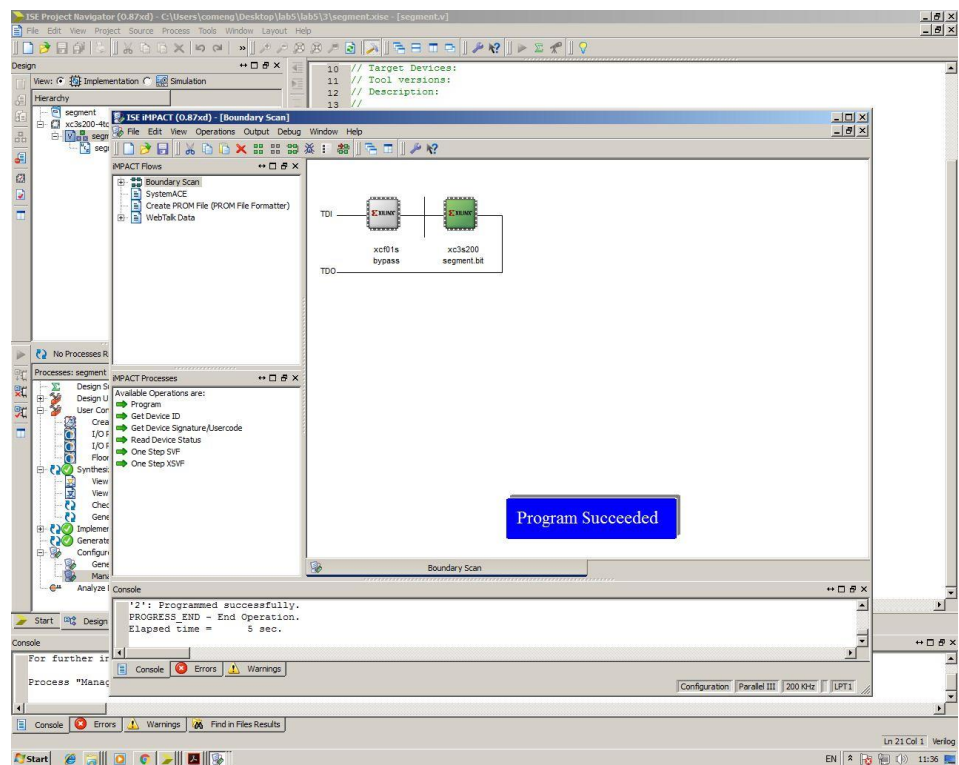 ISE Project Navigator (O.87xd) - C:\Users\comeng\Desktop\lab5\lab5\3\segment.xise - [segment.v]
File Edit View Project Source Process Tools Window Layout Help
Design
View: Implementation Simulation
Hierarchy
segment
xc3s200-4
segm
seg
10 // Target Devices:
11 // Tool versions:
12 // Description:
13 //
ISE iMPACT (O.87xd) - [Boundary Scan]
File Edit View Operations Output Debug Window Help
iMPACT Flows
Boundary Scan
SystemACE
Create PROM File (PROM File Formatter)
WebTalk Data
TDI
XILINX
XILINX
xcf01s
bypass
xc3s200
segment.bit
TDO
No Processes R
Processes: segment
Design S
Design U
User Con
Crea
I/O P
I/O P
Floor
Synthesi
View
View
Chec
Gene
Implemen
Generate
Configure
Gene
Mana
Analyze
iMPACT Processes
Available Operations are:
Program
Get Device ID
Get Device Signature/Usercode
Read Device Status
One Step SVF
One Step XSVF
Program Succeeded
Boundary Scan
Console
'2': Programmed successfully.
PROGRESS_END - End Operation.
Elapsed time = 5 sec.
Console Errors Warnings
Configuration Parallel III 200 KHz LPT1
Start Design
Console
For further in
Process "Manag
Console Errors Warnings Find in Files Results
Ln 21 Col 1 Verilog
Start
EN 11:36